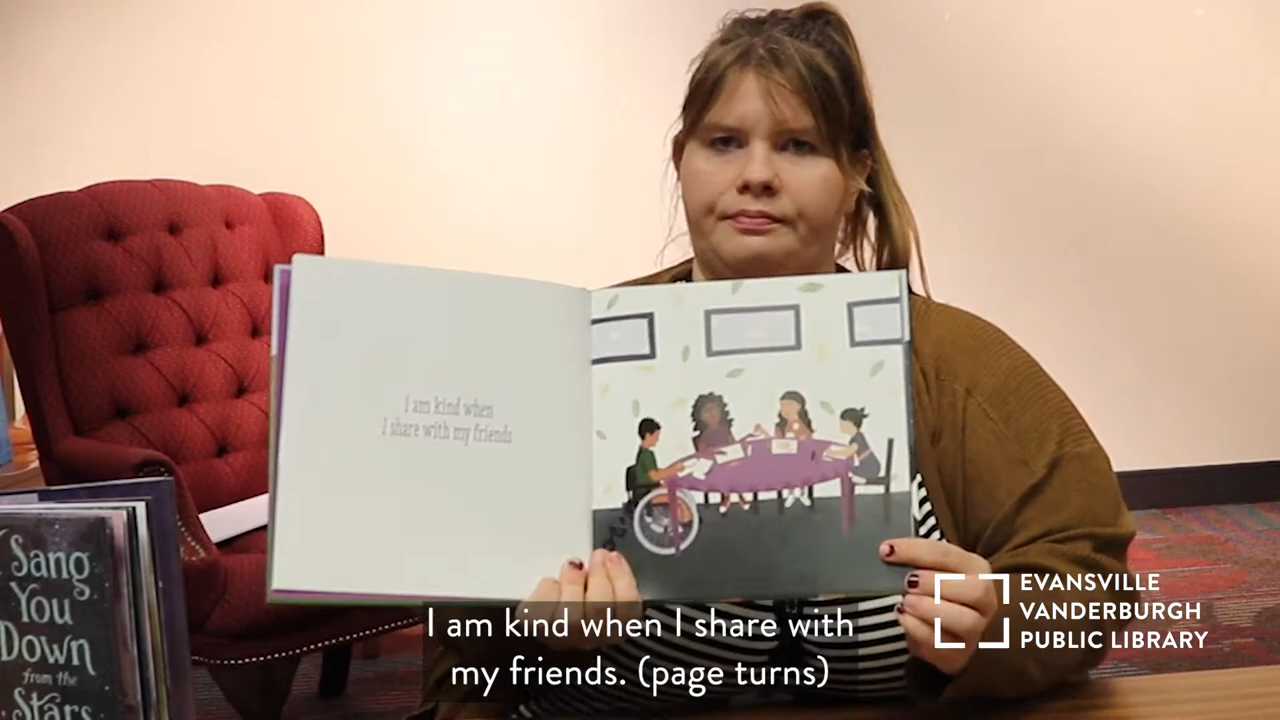 I am kind when
I share with my friends
Sang
You
Down
from the
Stars
I am kind when I share with
my friends. (page turns)
EVANSVILLE
VANDERBURGH
PUBLIC LIBRARY